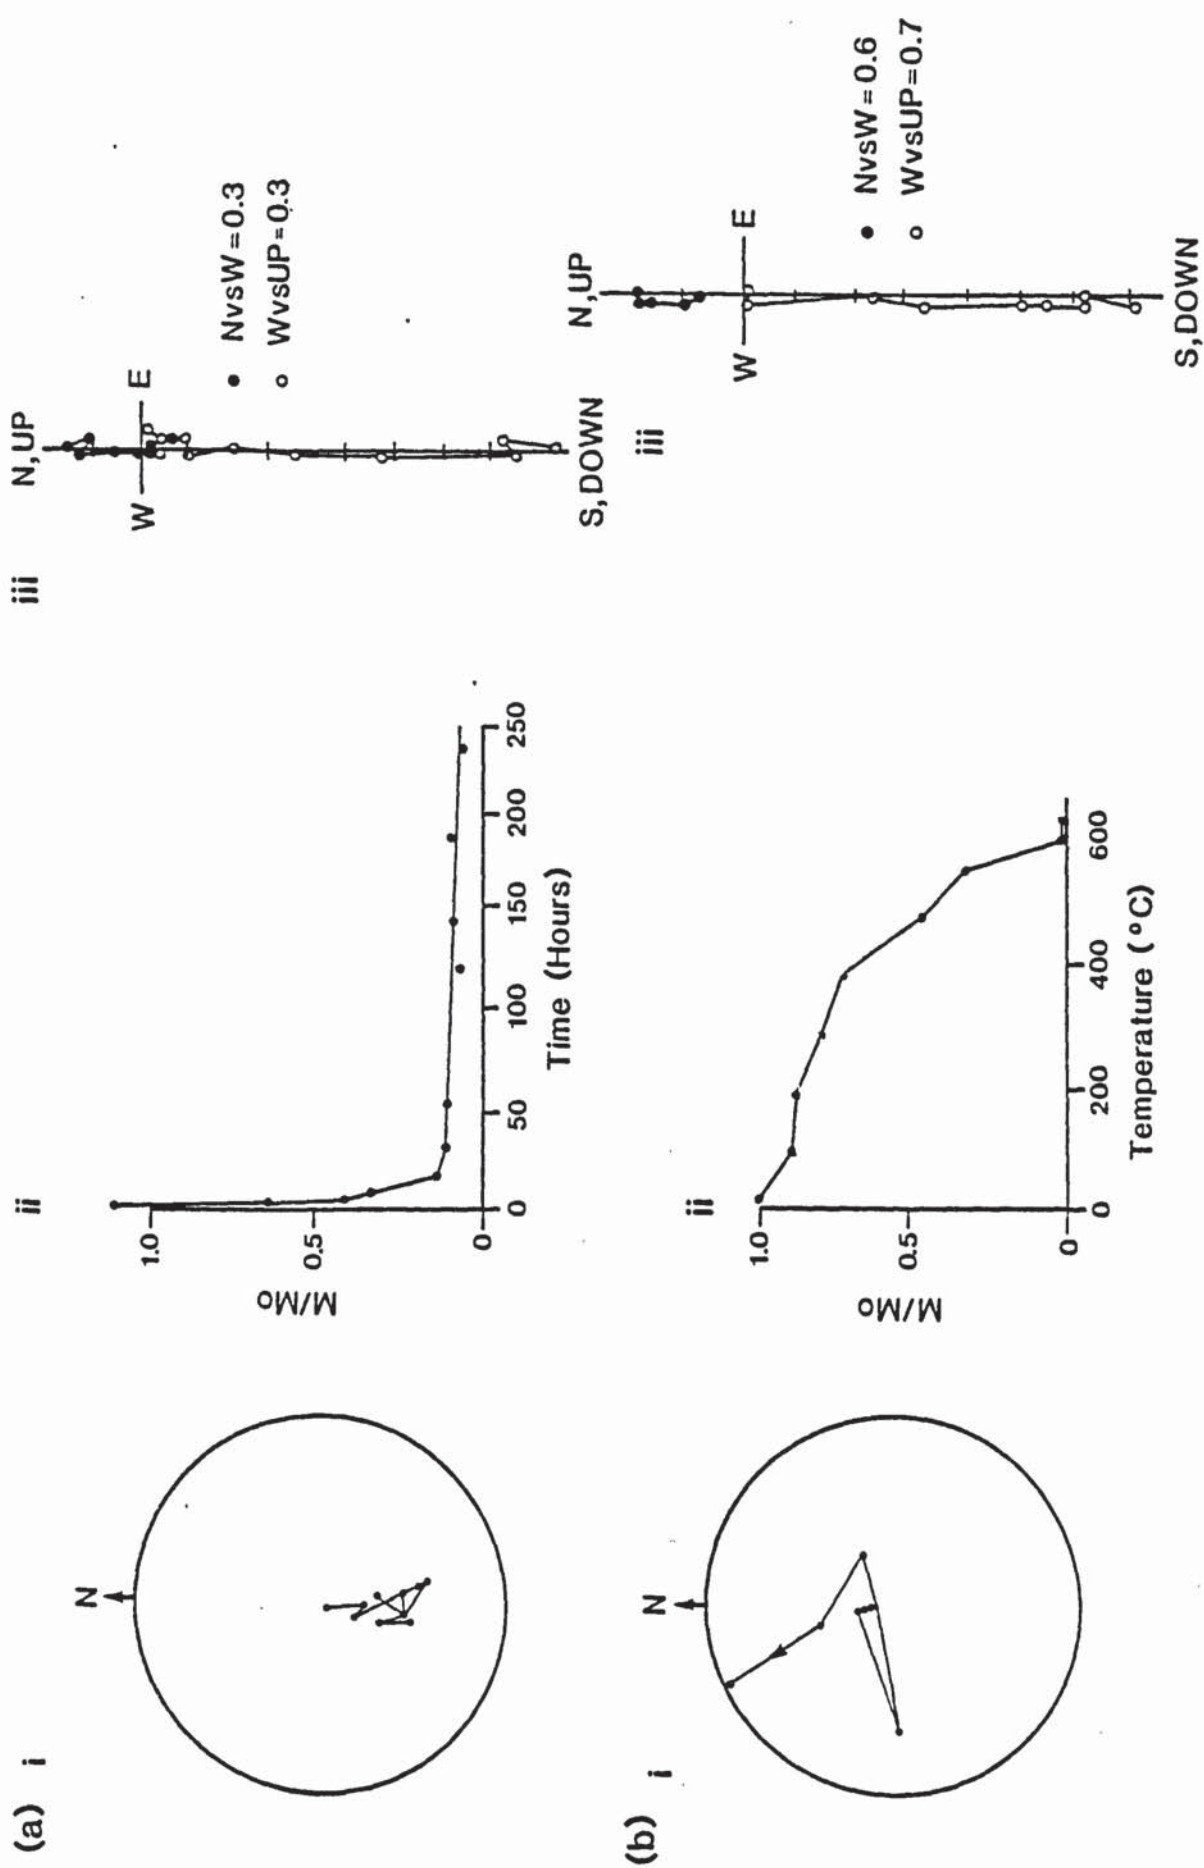 (a) i
N
ii
M/Mo
1.0
0.5
0
0 50 100 150 200 250
Time (Hours)
iii
N, UP
W E
S, DOWN
● NvsW=0.3
○ WvsUP=0.3
(b) i
N
ii
M/Mo
1.0
0.5
0
0 200 400 600
Temperature (°C)
iii
N, UP
W E
S, DOWN
● NvsW=0.6
○ WvsUP=0.7